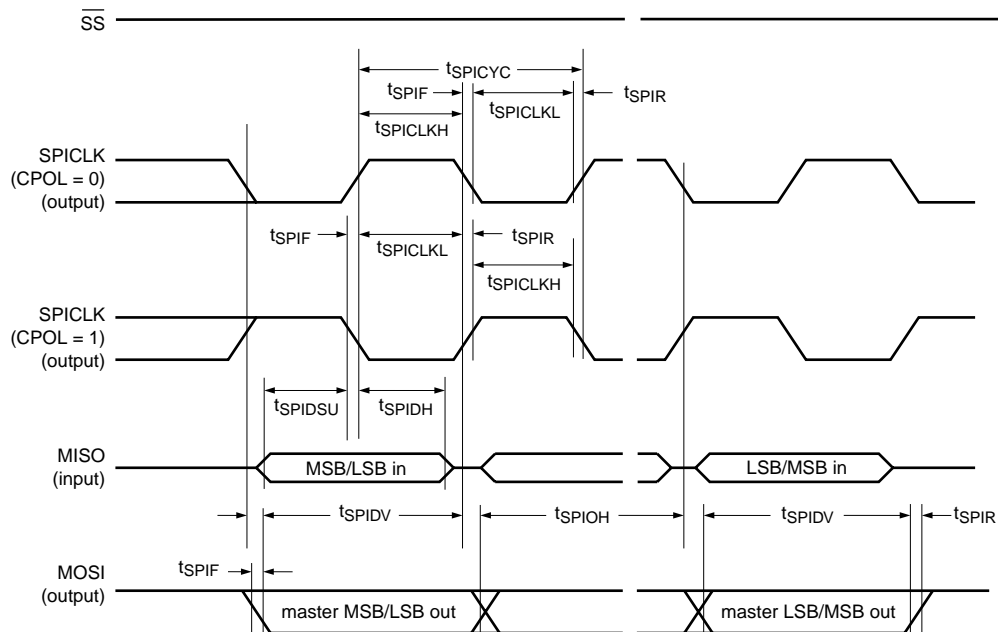 SS
tSPICYC
tSPIF
tSPICLKL
tSPIR
tSPICLKH
SPICLK
(CPOL = 0)
(output)
tSPIF
tSPICLKL
tSPIR
tSPICLKH
SPICLK
(CPOL = 1)
(output)
tSPIDSU
tSPIDH
MISO
(input)
MSB/LSB in
LSB/MSB in
tSPIDV
tSPIOH
tSPIDV
tSPIR
tSPIF
MOSI
(output)
master MSB/LSB out
master LSB/MSB out